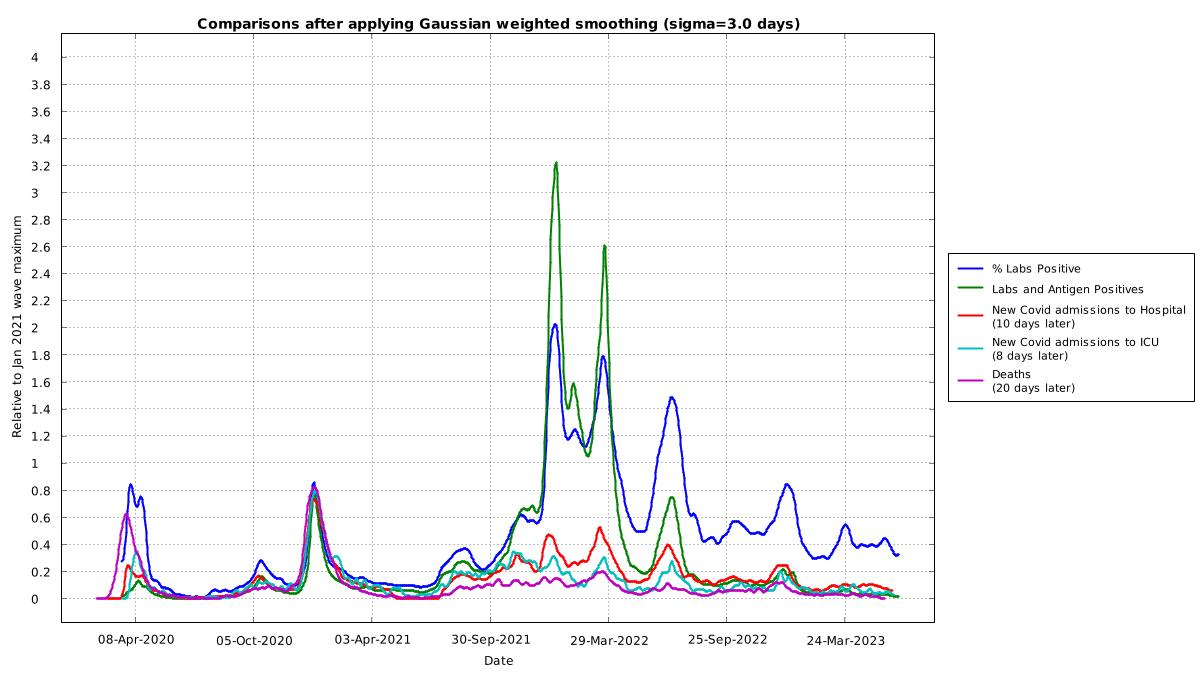 Comparisons after applying Gaussian weighted smoothing (sigma=3.0 days)
Relative to Jan 2021 wave maximum
4
3.8
3.6
3.4
3.2
3
2.8
2.6
2.4
2.2
2
1.8
1.6
1.4
1.2
1
0.8
0.6
0.4
0.2
0
08-Apr-2020
05-Oct-2020
03-Apr-2021
30-Sep-2021
29-Mar-2022
25-Sep-2022
24-Mar-2023
Date
% Labs Positive
Labs and Antigen Positives
New Covid admissions to Hospital
(10 days later)
New Covid admissions to ICU
(8 days later)
Deaths
(20 days later)